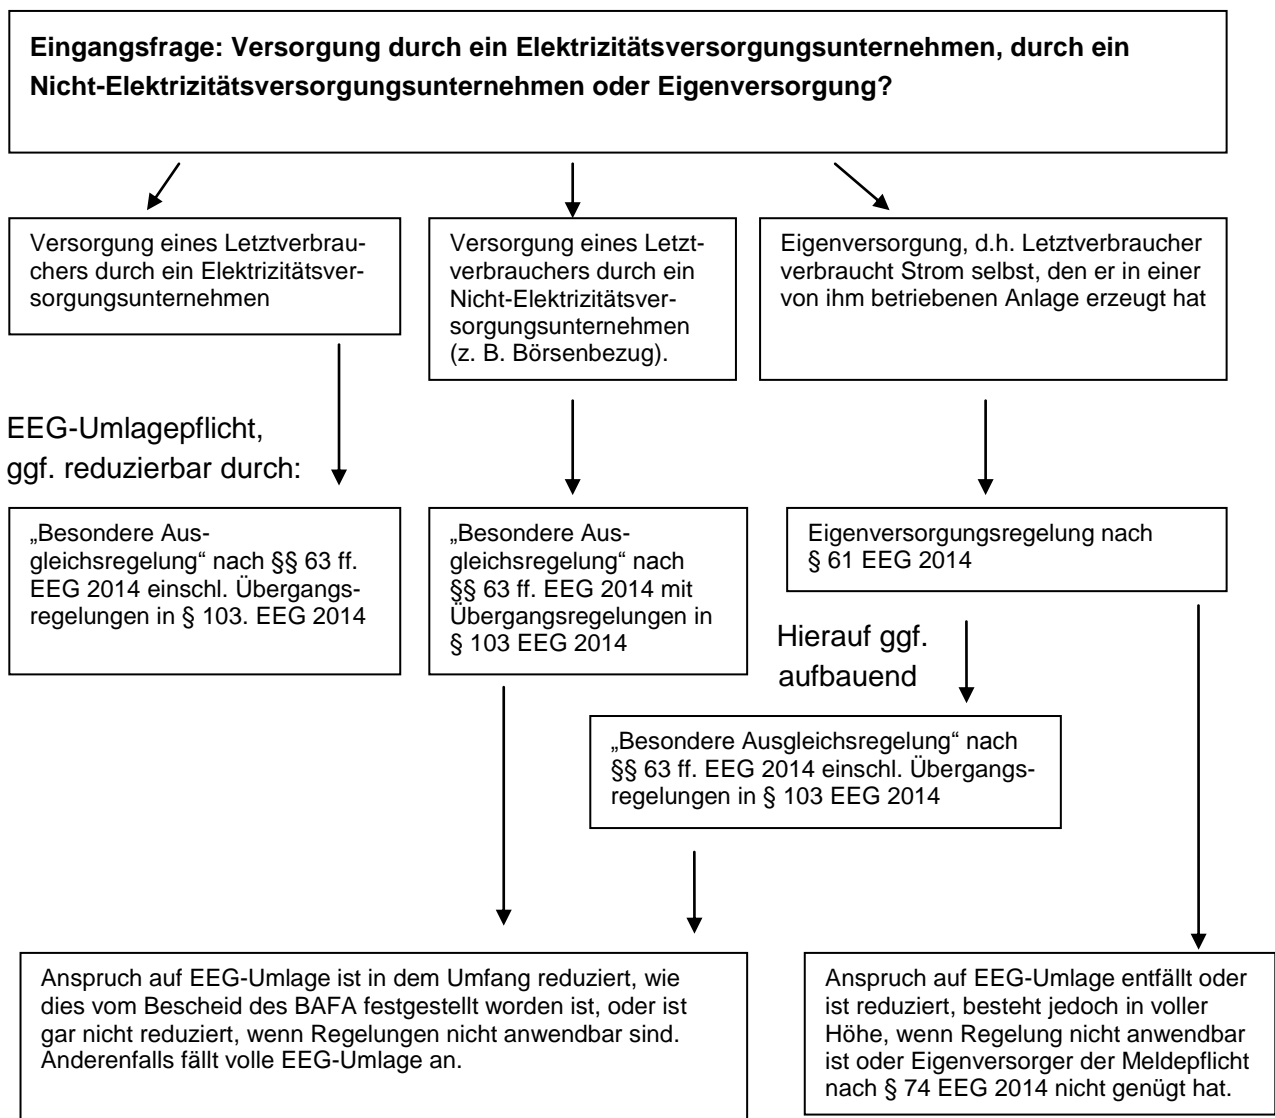 Eingangsfrage: Versorgung durch ein Elektrizitätsversorgungsunternehmen, durch ein
Nicht-Elektrizitätsversorgungsunternehmen oder Eigenversorgung?
Versorgung eines Letztverbrau-
chers durch ein Elektrizitätsver-
sorgungsunternehmen
Versorgung eines Letzt-
verbrauchers durch ein
Nicht-Elektrizitätsver-
sorgungsunternehmen
(z. B. Börsenbezug).
Eigenversorgung, d.h. Letztverbraucher
verbraucht Strom selbst, den er in einer
von ihm betriebenen Anlage erzeugt hat
EEG-Umlagepflicht,
ggf. reduzierbar durch:
„Besondere Aus-
gleichsregelung“ nach §§ 63 ff.
EEG 2014 einschl. Übergangs-
regelungen in § 103. EEG 2014
„Besondere Aus-
gleichsregelung“ nach
§§ 63 ff. EEG 2014 mit
Übergangsregelungen in
§ 103 EEG 2014
Eigenversorgungsregelung nach
§ 61 EEG 2014
Hierauf ggf.
aufbauend
„Besondere Ausgleichsregelung“ nach
§§ 63 ff. EEG 2014 einschl. Übergangs-
regelungen in § 103 EEG 2014
Anspruch auf EEG-Umlage ist in dem Umfang reduziert, wie
dies vom Bescheid des BAFA festgestellt worden ist, oder ist
gar nicht reduziert, wenn Regelungen nicht anwendbar sind.
Anderenfalls fällt volle EEG-Umlage an.
Anspruch auf EEG-Umlage entfällt oder
ist reduziert, besteht jedoch in voller
Höhe, wenn Regelung nicht anwendbar
ist oder Eigenversorger der Meldepflicht
nach § 74 EEG 2014 nicht genügt hat.